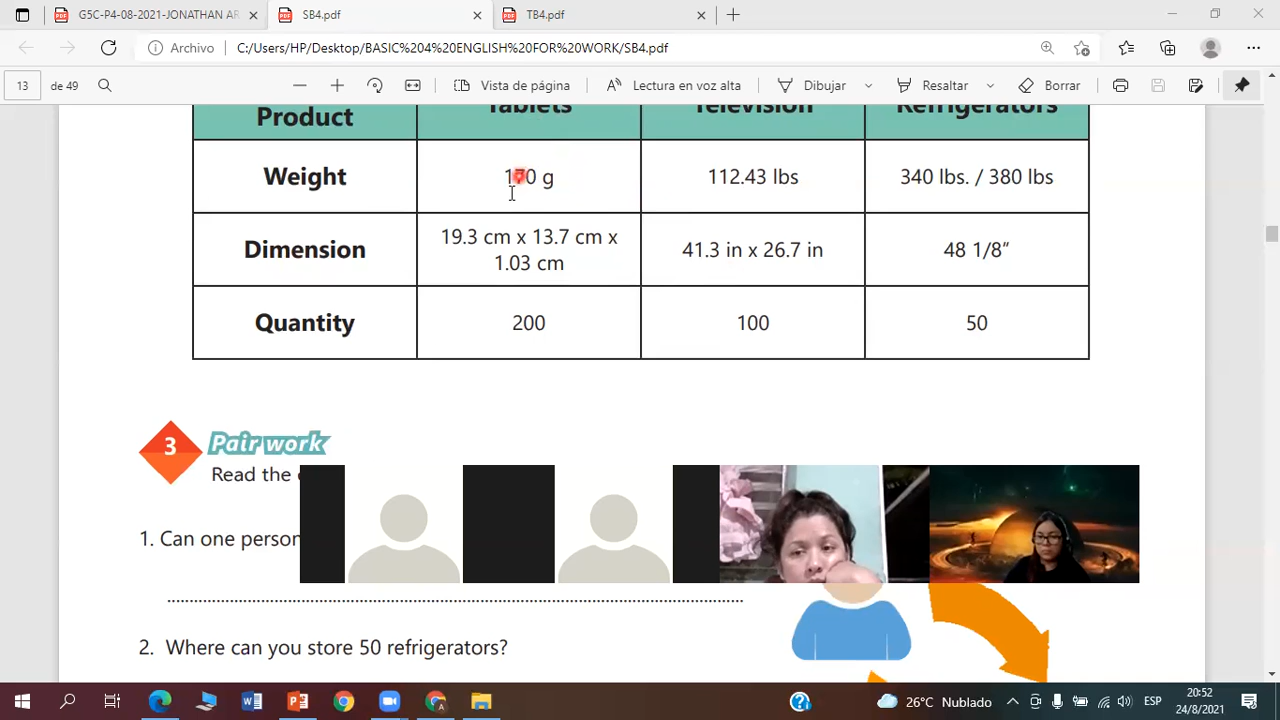 G5C-P4-08-2021-JONATHAN AR
SB4.pdf
TB4.pdf
Archivo
C:/Users/HP/Desktop/BASIC%204%20ENGLISH%20FOR%20WORK/SB4.pdf
13 de 49
Vista de página
Lectura en voz alta
Dibujar
Resaltar
Borrar
Product Tablets Television Refrigerators
Weight 170 g 112.43 lbs 340 lbs. / 380 lbs
Dimension 19.3 cm x 13.7 cm x 1.03 cm 41.3 in x 26.7 in 48 1/8”
Quantity 200 100 50
3 Pair work
Read the
1. Can one person
2. Where can you store 50 refrigerators?
26°C Nublado
ESP
20:52
24/8/2021